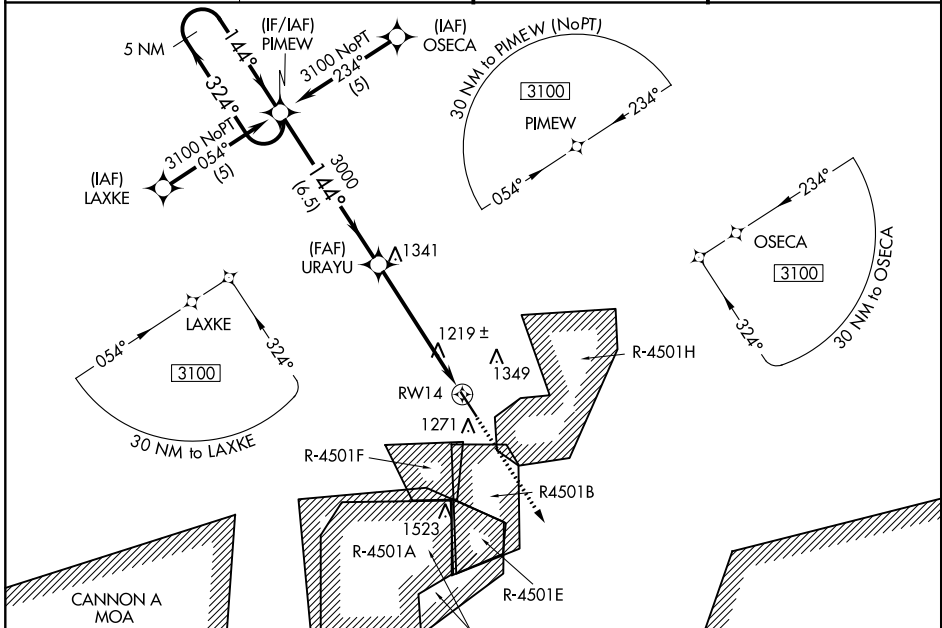 5 NM
144°
324°
(IF/IAF)
PIMEW
(IAF)
OSECA
3100 NoPT
234°
(5)
3100 NoPT
054°
(5)
(IAF)
LAXKE
3000
144°
(6.5)
30 NM to PIMEW (NoPT)
3100
PIMEW
234°
054°
(FAF)
URAYU
1341
234°
OSECA
3100
324°
30 NM to OSECA
LAXKE
054°
324°
3100
30 NM to LAXKE
1219 ±
1349
R-4501H
RW14
1271
R-4501F
R4501B
1523
R-4501A
R-4501E
CANNON A
MOA